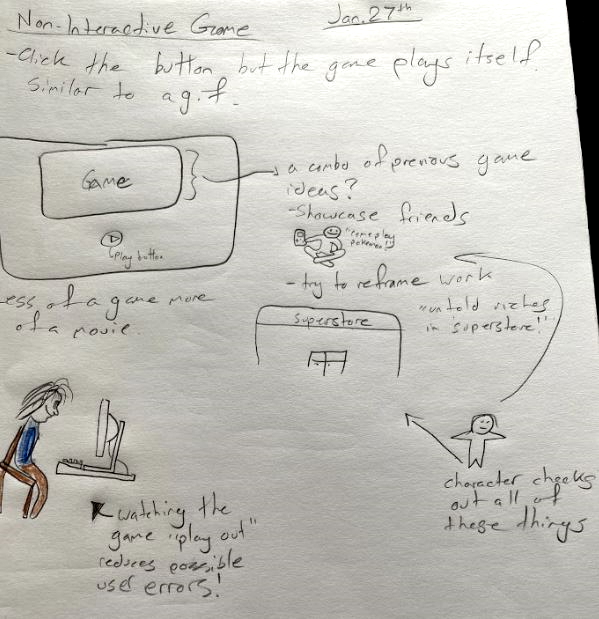 Non-Interactive Game
Jan. 27th
-Click the button but the game plays itself.
Similar to a g.f.
Game
play button
a combo of previous game
ideas?
-Showcase friends
"come play
pokemon!"
-try to reframe work
"untold riches
in superstore!"
Superstore
ess of a game more
of a movie.
character checks
out all of
these things
watching the
game "play out"
reduces possible
user errors!